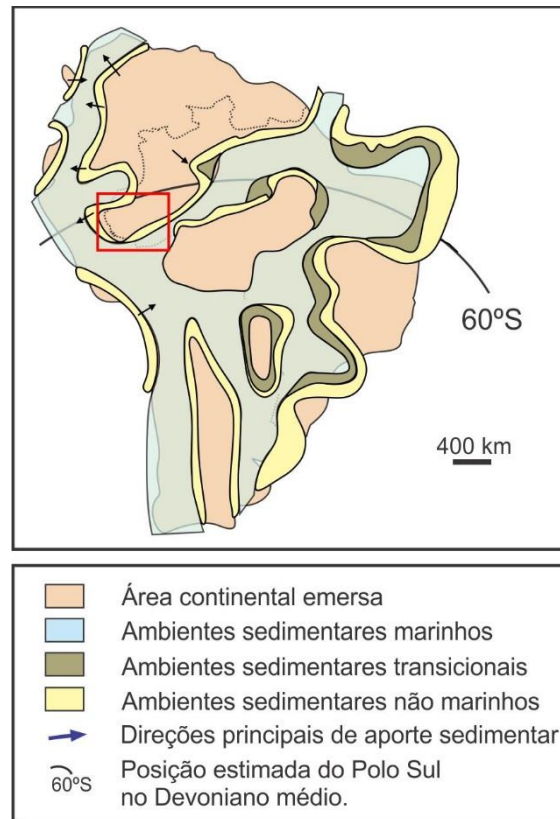 60ºS
400 km
Área continental emersa
Ambientes sedimentares marinhos
Ambientes sedimentares transicionais
Ambientes sedimentares não marinhos
Direções principais de aporte sedimentar
60ºS Posição estimada do Polo Sul
no Devoniano médio.